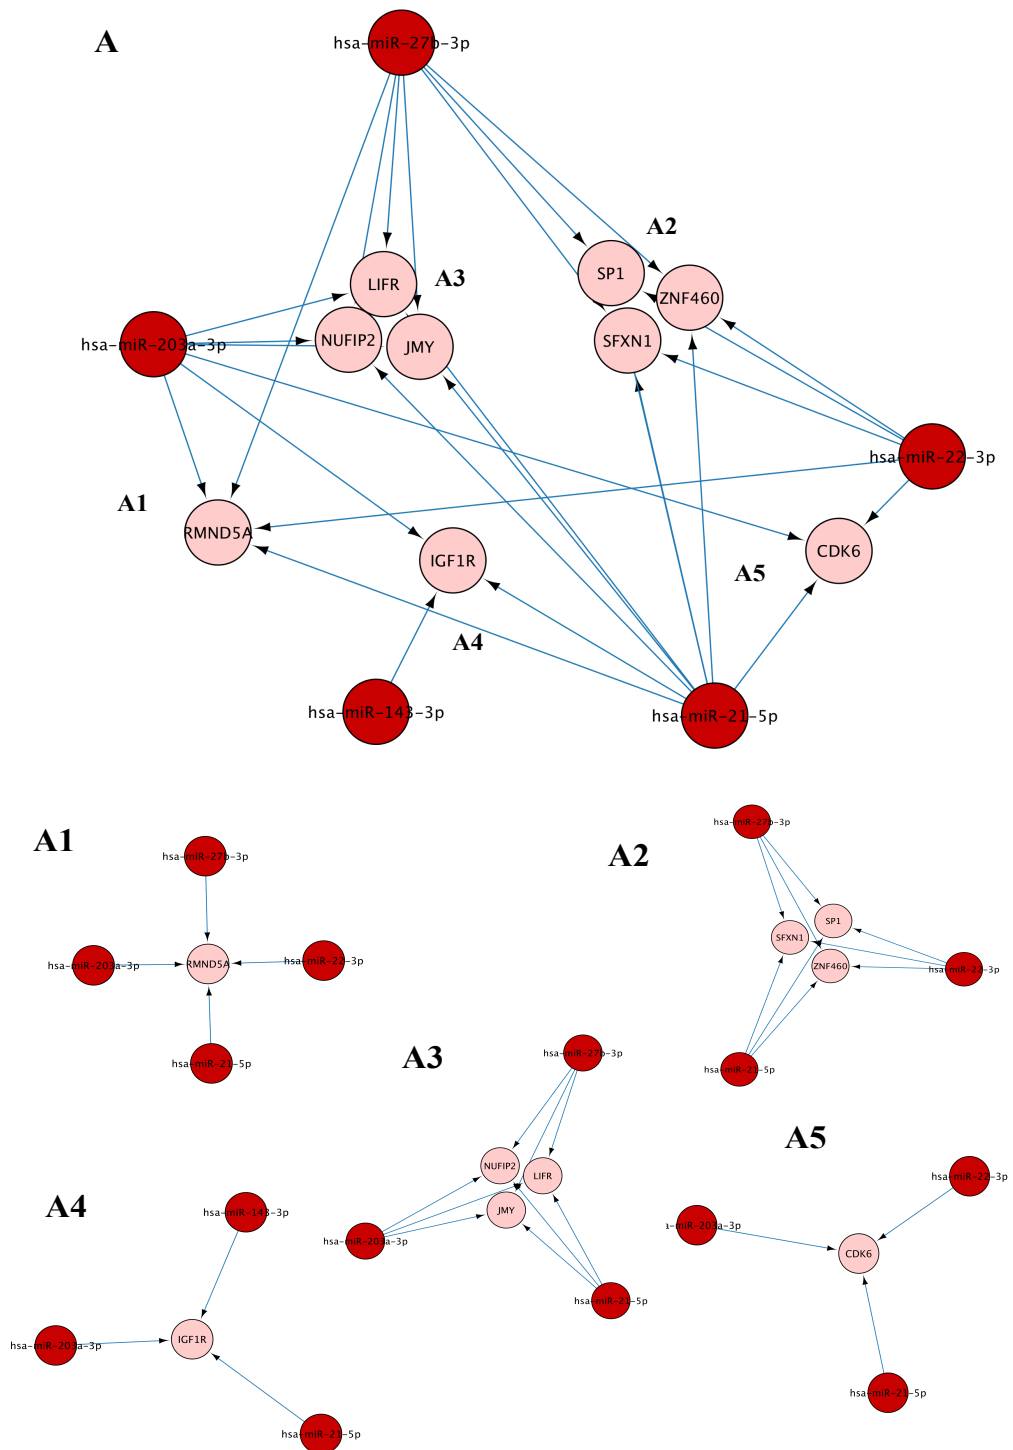 A
hsa-miR-27b-3p
A2
SP1
A3
LIFR
ZNF460
hsa-miR-203a-3p
NUFIP2
JMY
SFXN1
hsa-miR-22-3p
A1
RMND5A
IGF1R
CDK6
A5
A4
hsa-miR-143-3p
hsa-miR-21-5p
A1
hsa-miR-27b-3p
hsa-miR-203a-3p
RMND5A
hsa-miR-22-3p
hsa-miR-21-5p
A2
hsa-miR-27b-3p
SP1
SFXN1
ZNF460
hsa-miR-22-3p
hsa-miR-21-5p
A3
hsa-miR-27b-3p
NUFIP2
LIFR
JMY
hsa-miR-203a-3p
hsa-miR-21-5p
A4
hsa-miR-143-3p
IGF1R
hsa-miR-203a-3p
hsa-miR-21-5p
A5
hsa-miR-22-3p
a-miR-203a-3p
CDK6
hsa-miR-21-5p